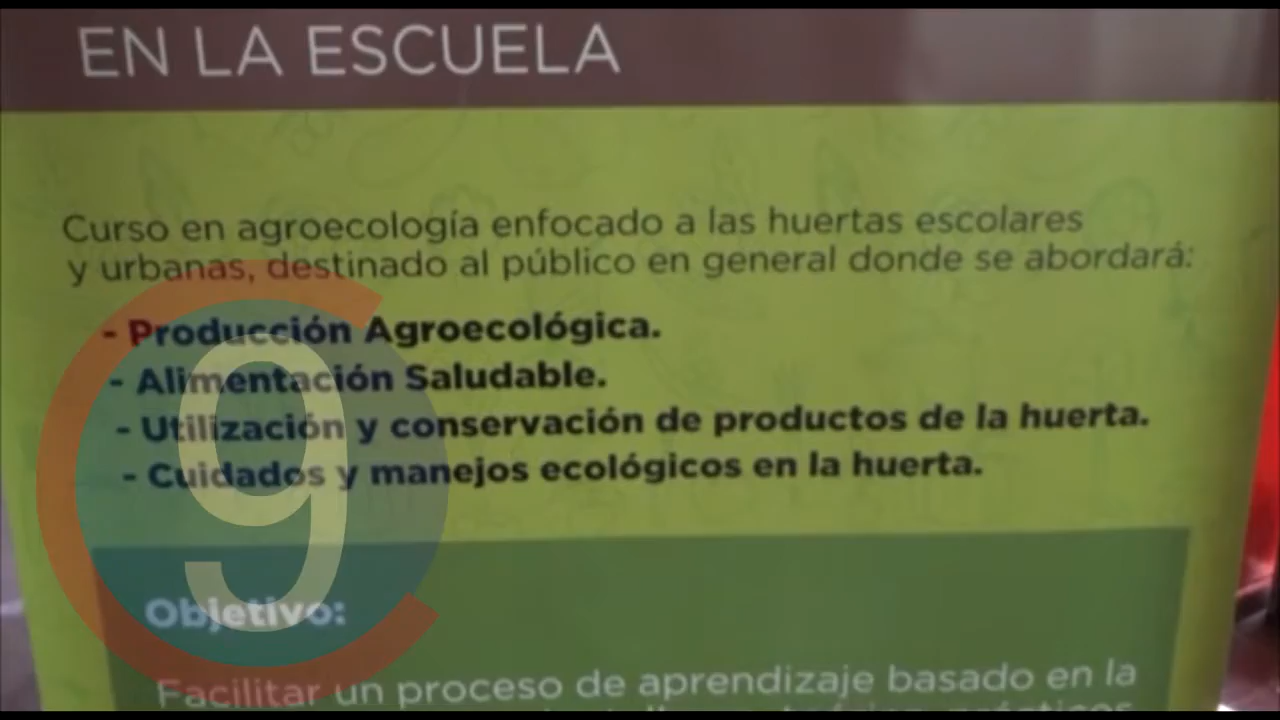 EN LA ESCUELA
Curso en agroecología enfocado a las huertas escolares
y urbanas, destinado al público en general donde se abordará:
- Producción Agroecológica.
- Alimentación Saludable.
- Utilización y conservación de productos de la huerta.
- Cuidados y manejos ecológicos en la huerta.
9
Objetivo:
Facilitar un proceso de aprendizaje basado en la